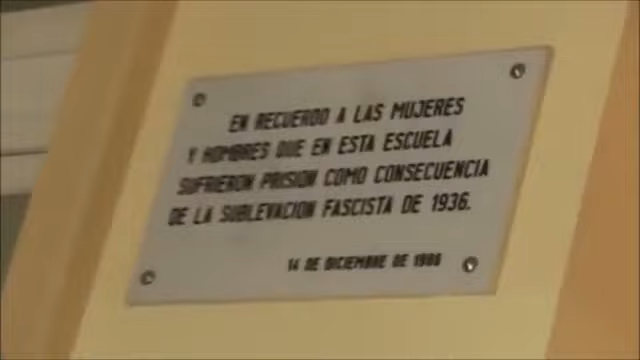 EN RECUERDO A LAS MUJERES
Y HOMBRES QUE EN ESTA ESCUELA
SUFRIERON PRISION COMO CONSECUENCIA
DE LA SUBLEVACION FASCISTA DE 1936.
14 DE DICIEMBRE DE